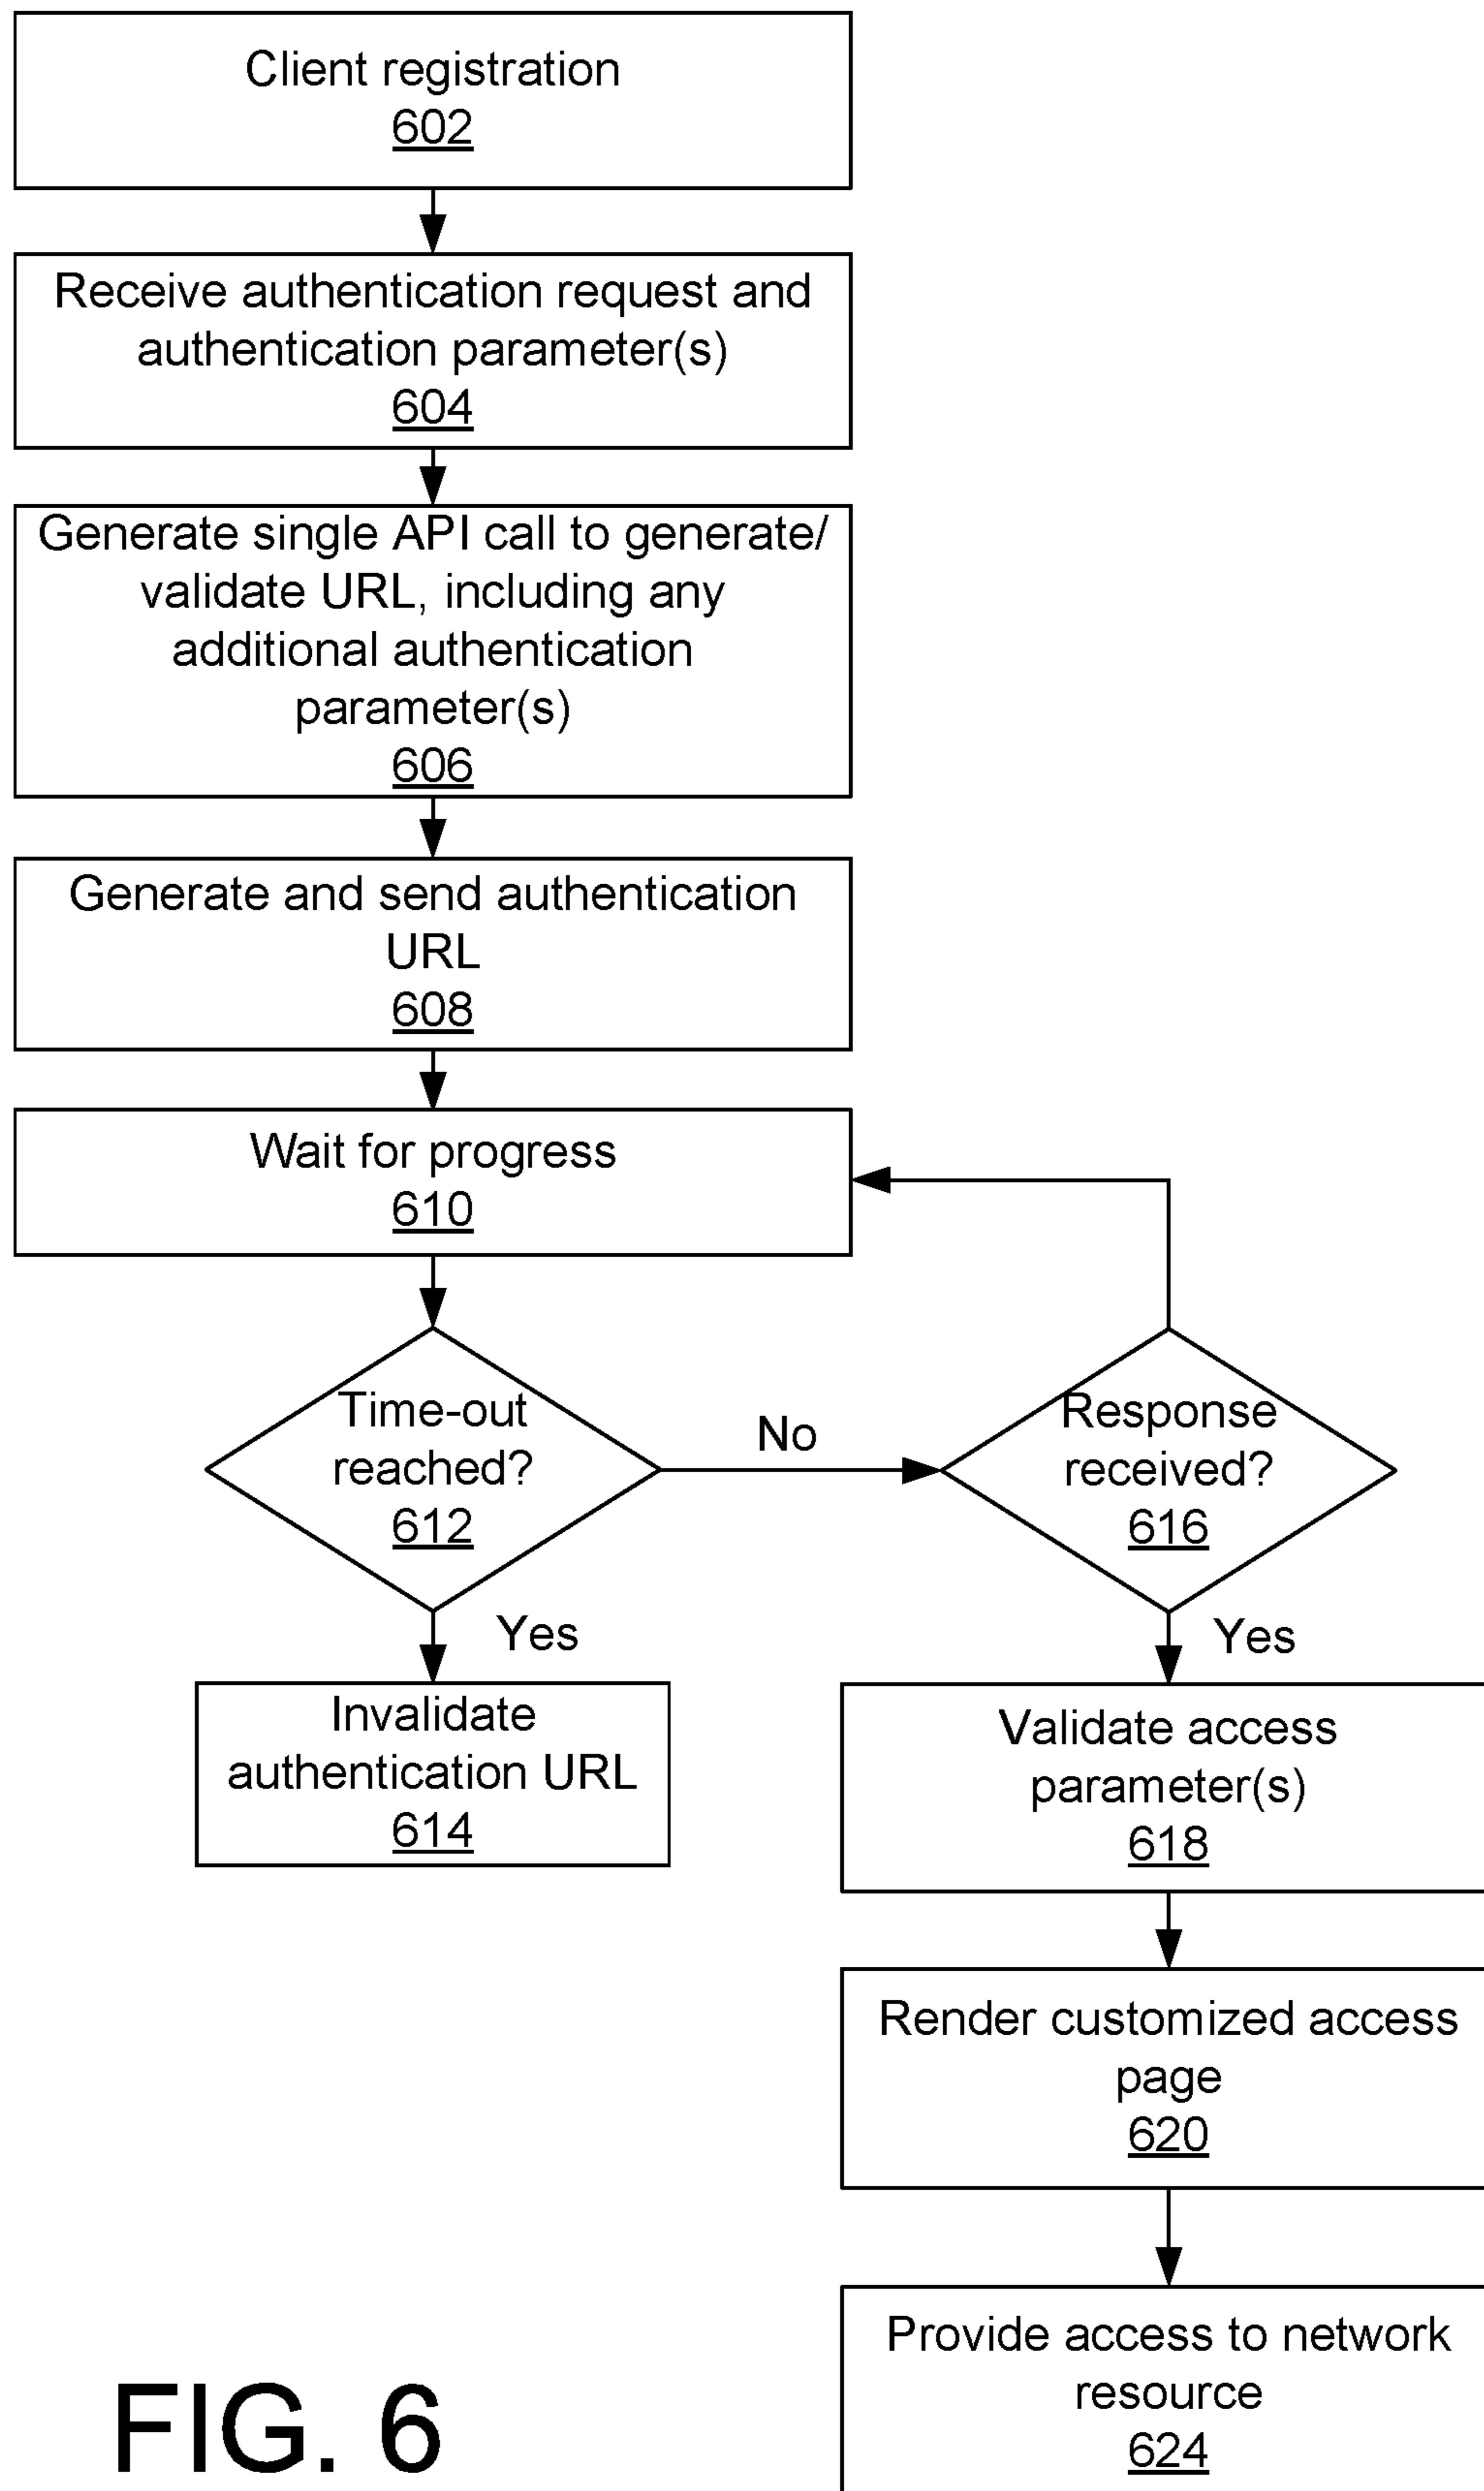 Client registration
602
Receive authentication request and
authentication parameter(s)
604
Generate single API call to generate/
validate URL, including any
additional authentication
parameter(s)
606
Generate and send authentication
URL
608
Wait for progress
610
Time-out
reached?
612
No
Response
received?
616
Yes
Invalidate
authentication URL
614
Yes
Validate access
parameter(s)
618
Render customized access
page
620
Provide access to network
resource
624
FIG. 6